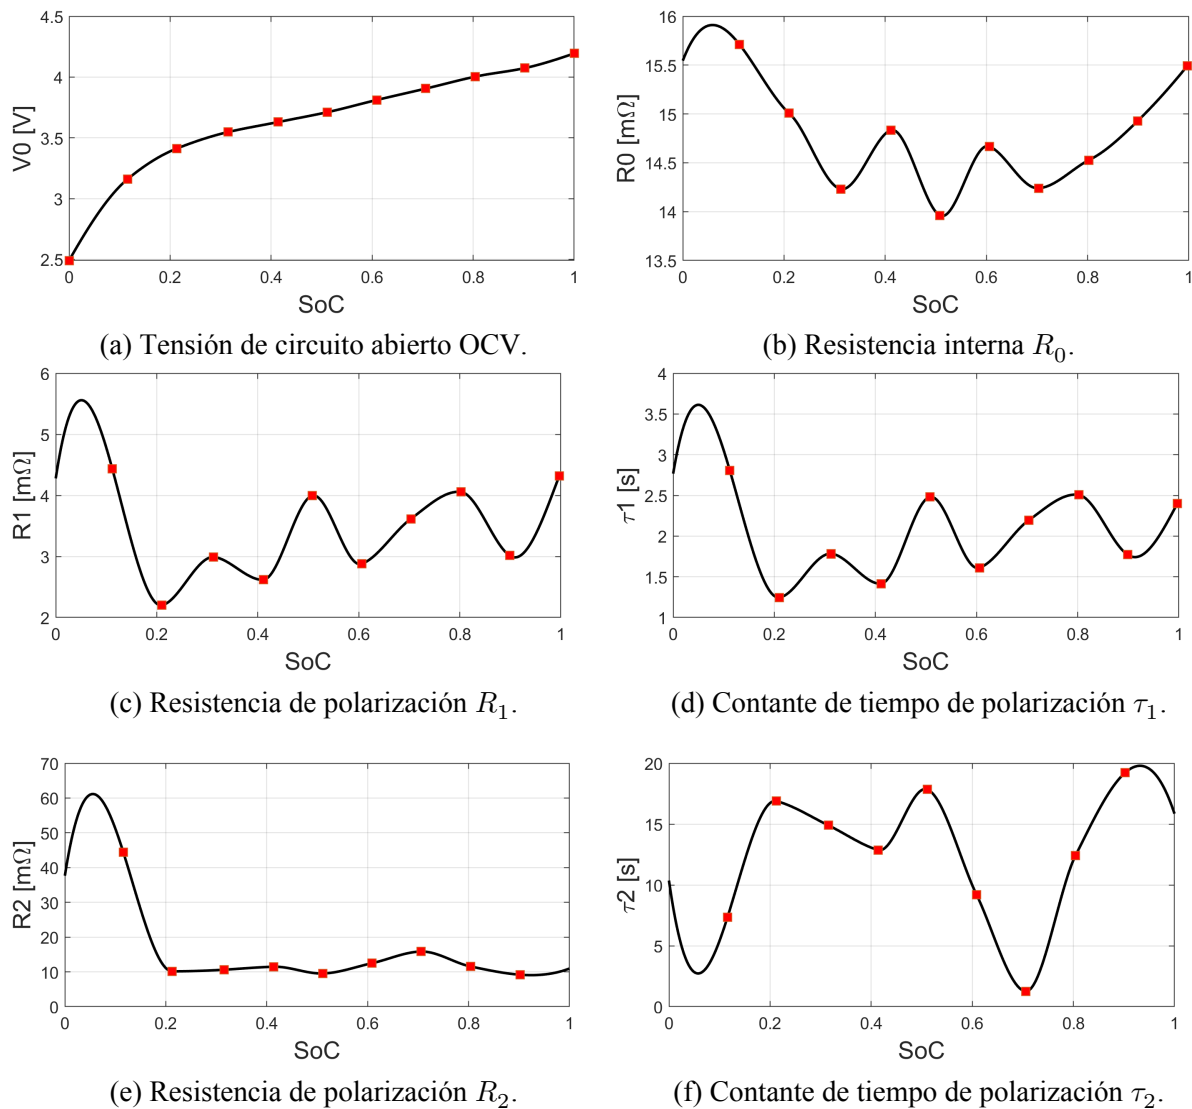 4.5
4
3.5
3
2.5
V0 [V]
0 0.2 0.4 0.6 0.8 1
SoC
(a) Tensión de circuito abierto OCV.
16
15.5
15
14.5
14
13.5
R0 [mΩ]
0 0.2 0.4 0.6 0.8 1
SoC
(b) Resistencia interna R₀.
6
5
4
3
2
R1 [mΩ]
0 0.2 0.4 0.6 0.8 1
SoC
(c) Resistencia de polarización R₁.
4
3.5
3
2.5
2
1.5
1
τ1 [s]
0 0.2 0.4 0.6 0.8 1
SoC
(d) Contante de tiempo de polarización τ₁.
70
60
50
40
30
20
10
0
R2 [mΩ]
0 0.2 0.4 0.6 0.8 1
SoC
(e) Resistencia de polarización R₂.
20
15
10
5
0
τ2 [s]
0 0.2 0.4 0.6 0.8 1
SoC
(f) Contante de tiempo de polarización τ₂.